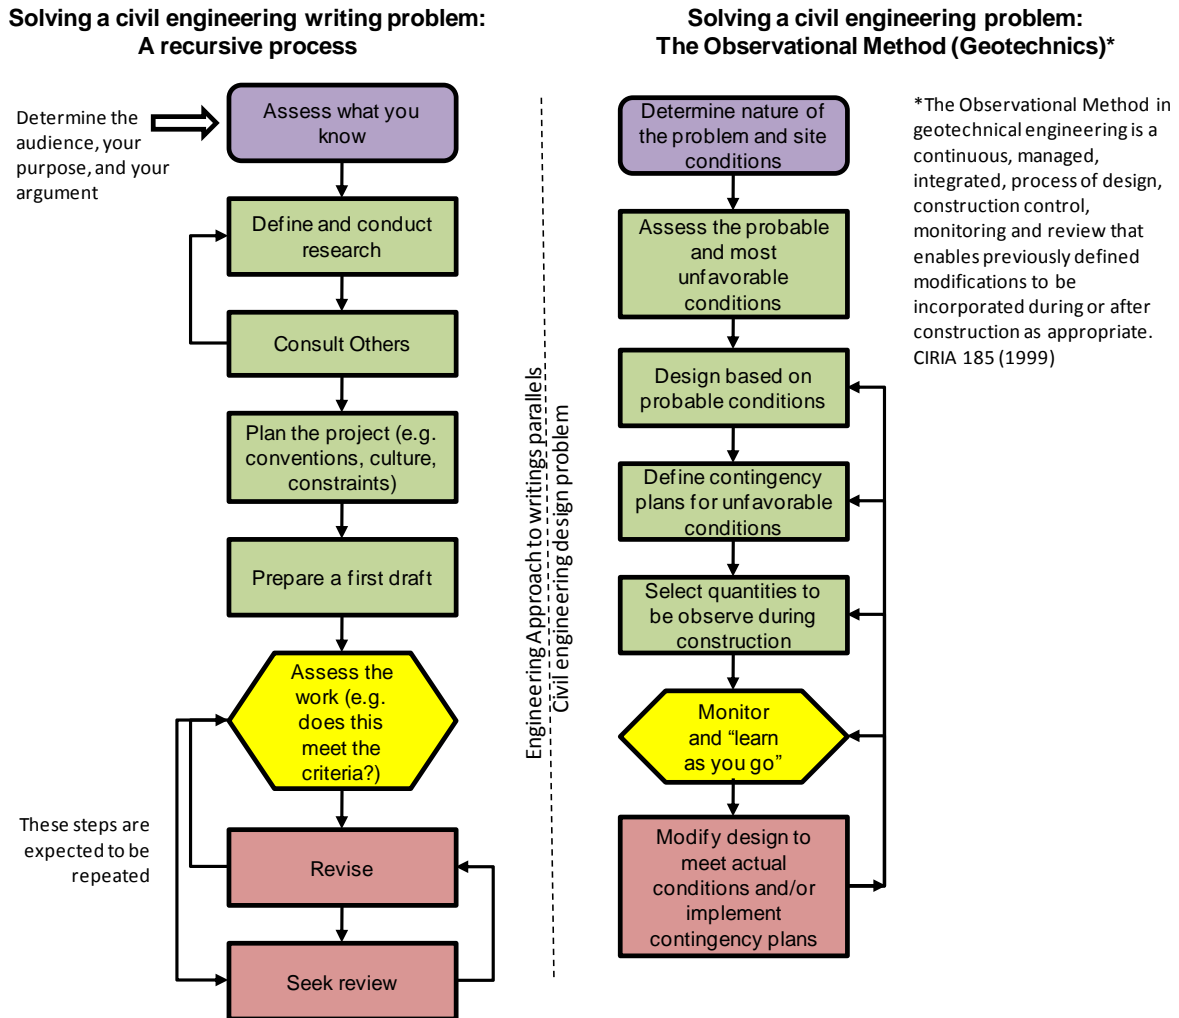 Solving a civil engineering writing problem:
A recursive process
Determine the
audience, your
purpose, and your
argument
Assess what you
know
Define and conduct
research
Consult Others
Plan the project (e.g.
conventions, culture,
constraints)
Prepare a first draft
Assess the
work (e.g.
does this
meet the
criteria?)
These steps are
expected to be
repeated
Revise
Seek review
Engineering Approach to writings parallels
Civil engineering design problem
Solving a civil engineering problem:
The Observational Method (Geotechnics)*
Determine nature
of the problem and site
conditions
Assess the probable
and most
unfavorable
conditions
Design based on
probable conditions
Define contingency
plans for unfavorable
conditions
Select quantities to
be observe during
construction
Monitor
and “learn
as you go”
Modify design to
meet actual
conditions and/or
implement
contingency plans
*The Observational Method in
geotechnical engineering is a
continuous, managed,
integrated, process of design,
construction control,
monitoring and review that
enables previously defined
modifications to be
incorporated during or after
construction as appropriate.
CIRIA 185 (1999)